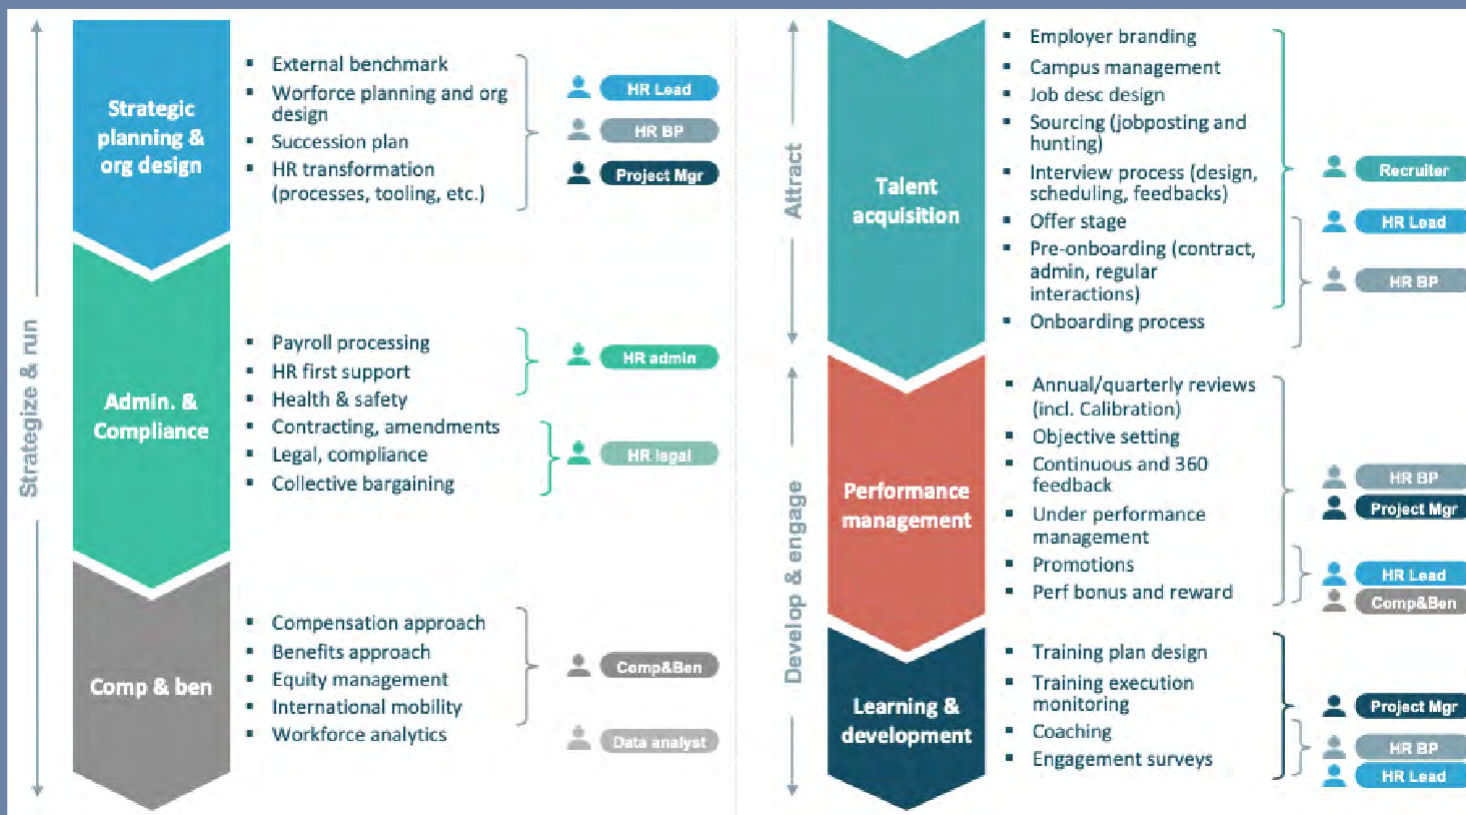 Strategize & run
Strategic
planning &
org design
External benchmark
Worforce planning and org
design
Succession plan
HR transformation
(processes, tooling, etc.)
HR Lead
HR BP
Project Mgr
Admin. &
Compliance
Payroll processing
HR first support
Health & safety
Contracting, amendments
Legal, compliance
Collective bargaining
HR admin
HR legal
Comp & ben
Compensation approach
Benefits approach
Equity management
International mobility
Workforce analytics
Comp&Ben
Data analyst
Attract
Talent
acquisition
Employer branding
Campus management
Job desc design
Sourcing (jobposting and
hunting)
Interview process (design,
scheduling, feedbacks)
Offer stage
Pre-onboarding (contract,
admin, regular
interactions)
Onboarding process
Recruiter
HR Lead
HR BP
Develop & engage
Performance
management
Annual/quarterly reviews
(incl. Calibration)
Objective setting
Continuous and 360
feedback
Under performance
management
Promotions
Perf bonus and reward
HR BP
Project Mgr
HR Lead
Comp&Ben
Learning &
development
Training plan design
Training execution
monitoring
Coaching
Engagement surveys
Project Mgr
HR BP
HR Lead